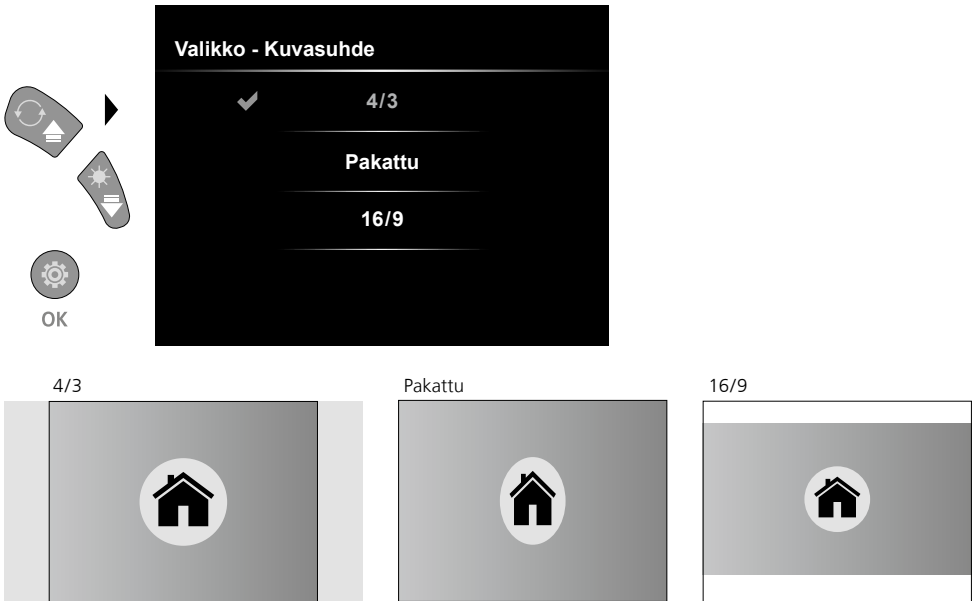 Valikko - Kuvasuhde
4/3
Pakattu
16/9
OK
4/3
Pakattu
16/9